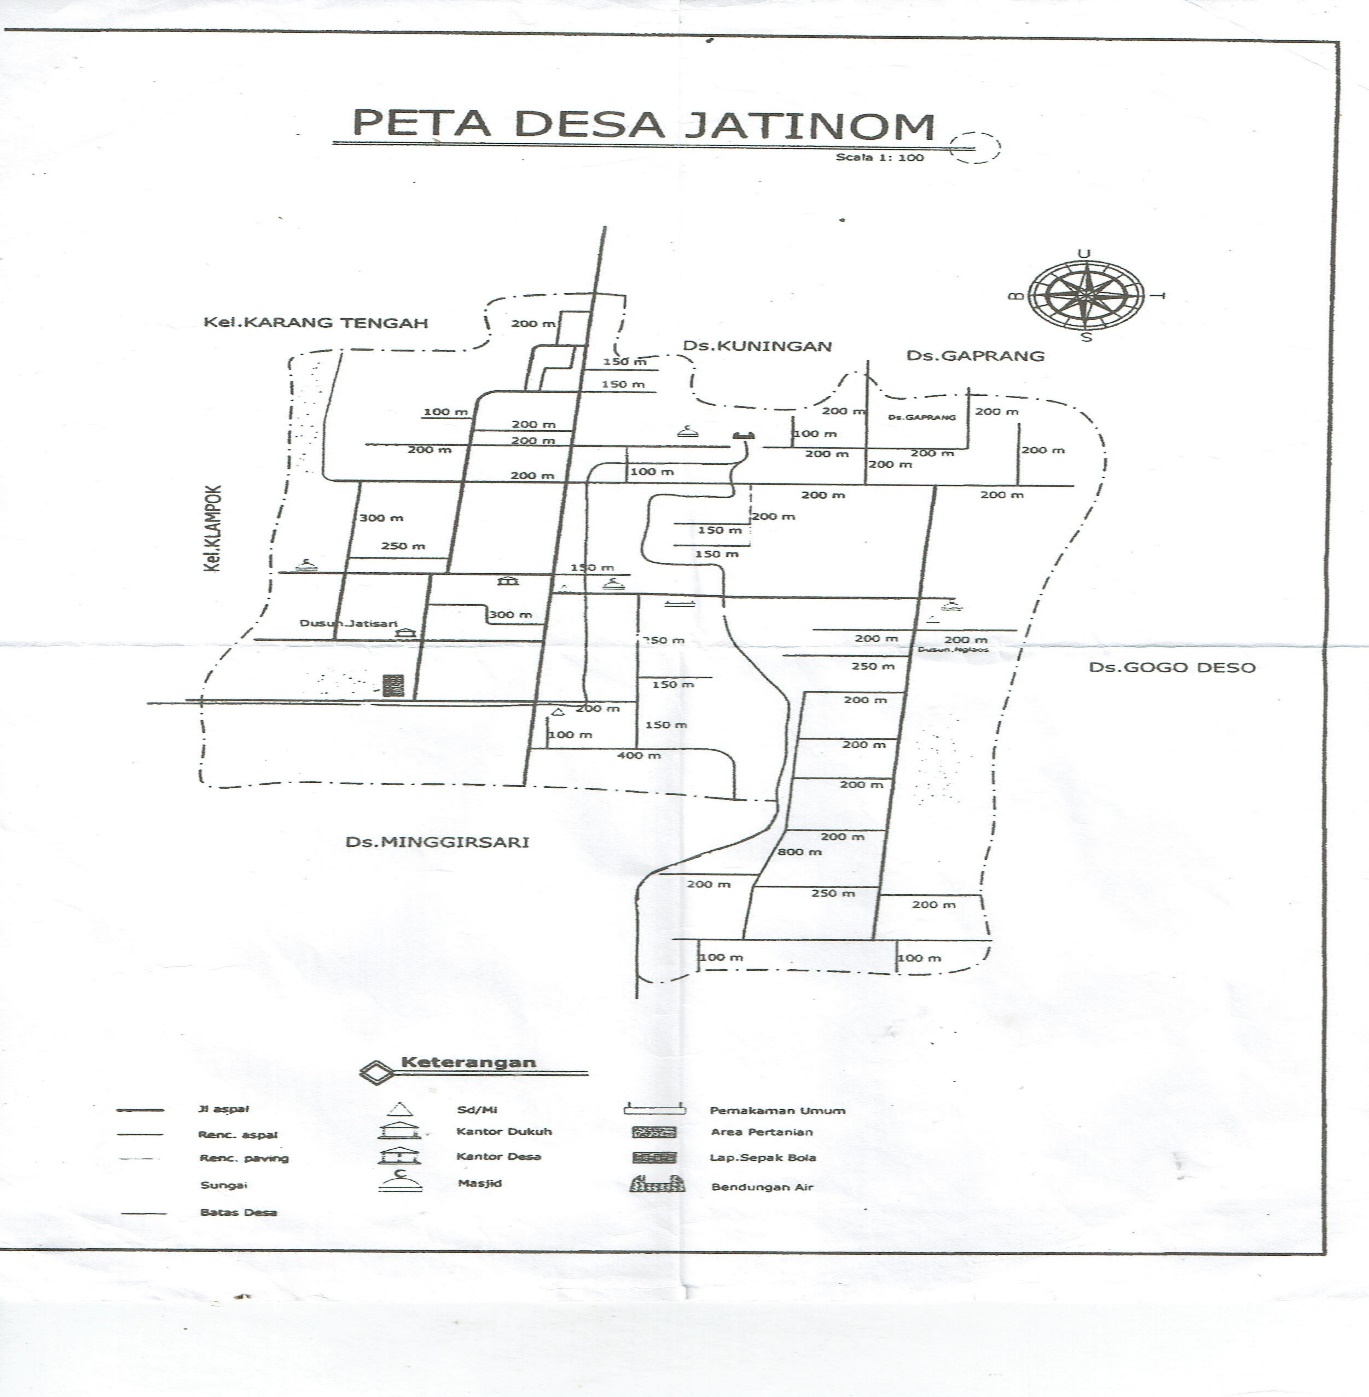 PETA DESA JATINOM
Scala 1: 100
U
B
T
S
Kel.KARANG TENGAH
Ds.KUNINGAN
Ds.GAPRANG
200 m
150 m
150 m
100 m
200 m
200 m
200 m
200 m
100 m
200 m
Ds.GAPRANG
200 m
100 m
200 m
200 m
200 m
200 m
200 m
200 m
Kel.KLAMPOK
300 m
250 m
200 m
150 m
150 m
150 m
300 m
Dusun.Jatisari
200 m
200 m
250 m
150 m
200 m
150 m
100 m
400 m
200 m
200 m
200 m
200 m
800 m
200 m
250 m
200 m
100 m
100 m
Ds.GOGO DESO
Ds.MINGGIRSARI
Keterangan
Jl aspal
Renc. aspal
Renc. paving
Sungai
Batas Desa
Sd/Mi
Kantor Dukuh
Kantor Desa
Masjid
Pemakaman Umum
Area Pertanian
Lap.Sepak Bola
Bendungan Air